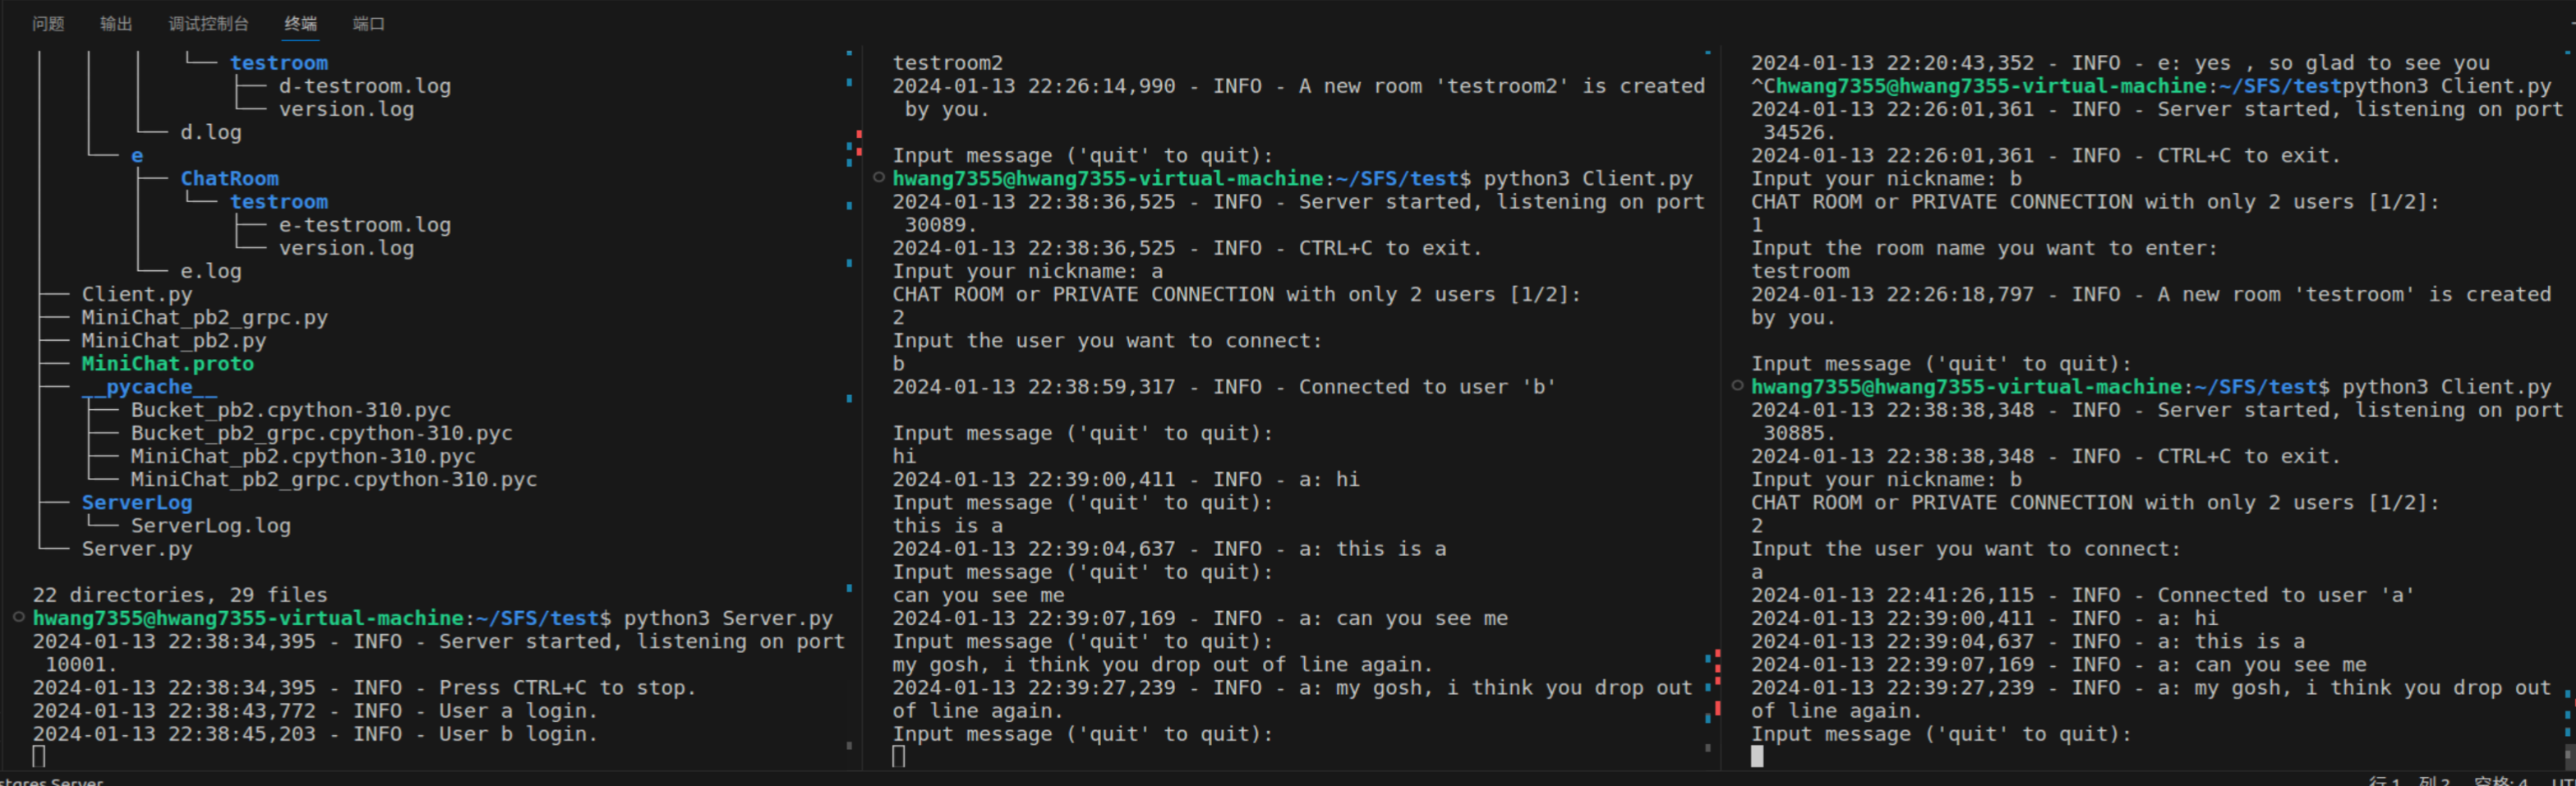 问题 输出 调试控制台 终端 端口
│   │   │   └── testroom
│   │   │       ├── d-testroom.log
│   │   │       └── version.log
│   │   └── d.log
│   └── e
│       ├── ChatRoom
│       │   └── testroom
│       │       ├── e-testroom.log
│       │       └── version.log
│       └── e.log
├── Client.py
├── MiniChat_pb2_grpc.py
├── MiniChat_pb2.py
├── MiniChat.proto
├── __pycache__
│   ├── Bucket_pb2.cpython-310.pyc
│   ├── Bucket_pb2_grpc.cpython-310.pyc
│   ├── MiniChat_pb2.cpython-310.pyc
│   └── MiniChat_pb2_grpc.cpython-310.pyc
├── ServerLog
│   └── ServerLog.log
└── Server.py
22 directories, 29 files
hwang7355@hwang7355-virtual-machine:~/SFS/test$ python3 Server.py
2024-01-13 22:38:34,395 - INFO - Server started, listening on port
10001.
2024-01-13 22:38:34,395 - INFO - Press CTRL+C to stop.
2024-01-13 22:38:43,772 - INFO - User a login.
2024-01-13 22:38:45,203 - INFO - User b login.
testroom2
2024-01-13 22:26:14,990 - INFO - A new room 'testroom2' is created
by you.
Input message ('quit' to quit):
hwang7355@hwang7355-virtual-machine:~/SFS/test$ python3 Client.py
2024-01-13 22:38:36,525 - INFO - Server started, listening on port
30089.
2024-01-13 22:38:36,525 - INFO - CTRL+C to exit.
Input your nickname: a
CHAT ROOM or PRIVATE CONNECTION with only 2 users [1/2]:
2
Input the user you want to connect:
b
2024-01-13 22:38:59,317 - INFO - Connected to user 'b'
Input message ('quit' to quit):
hi
2024-01-13 22:39:00,411 - INFO - a: hi
Input message ('quit' to quit):
this is a
2024-01-13 22:39:04,637 - INFO - a: this is a
Input message ('quit' to quit):
can you see me
2024-01-13 22:39:07,169 - INFO - a: can you see me
Input message ('quit' to quit):
my gosh, i think you drop out of line again.
2024-01-13 22:39:27,239 - INFO - a: my gosh, i think you drop out
of line again.
Input message ('quit' to quit):
2024-01-13 22:20:43,352 - INFO - e: yes , so glad to see you
^Chwang7355@hwang7355-virtual-machine:~/SFS/testpython3 Client.py
2024-01-13 22:26:01,361 - INFO - Server started, listening on port
34526.
2024-01-13 22:26:01,361 - INFO - CTRL+C to exit.
Input your nickname: b
CHAT ROOM or PRIVATE CONNECTION with only 2 users [1/2]:
1
Input the room name you want to enter:
testroom
2024-01-13 22:26:18,797 - INFO - A new room 'testroom' is created
by you.
Input message ('quit' to quit):
hwang7355@hwang7355-virtual-machine:~/SFS/test$ python3 Client.py
2024-01-13 22:38:38,348 - INFO - Server started, listening on port
30885.
2024-01-13 22:38:38,348 - INFO - CTRL+C to exit.
Input your nickname: b
CHAT ROOM or PRIVATE CONNECTION with only 2 users [1/2]:
2
Input the user you want to connect:
a
2024-01-13 22:41:26,115 - INFO - Connected to user 'a'
2024-01-13 22:39:00,411 - INFO - a: hi
2024-01-13 22:39:04,637 - INFO - a: this is a
2024-01-13 22:39:07,169 - INFO - a: can you see me
2024-01-13 22:39:27,239 - INFO - a: my gosh, i think you drop out
of line again.
Input message ('quit' to quit):
Server